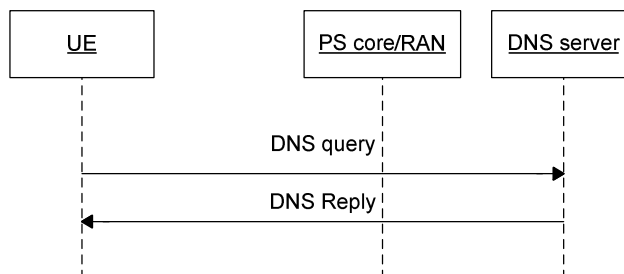 UE
PS core/RAN
DNS server
DNS query
DNS Reply